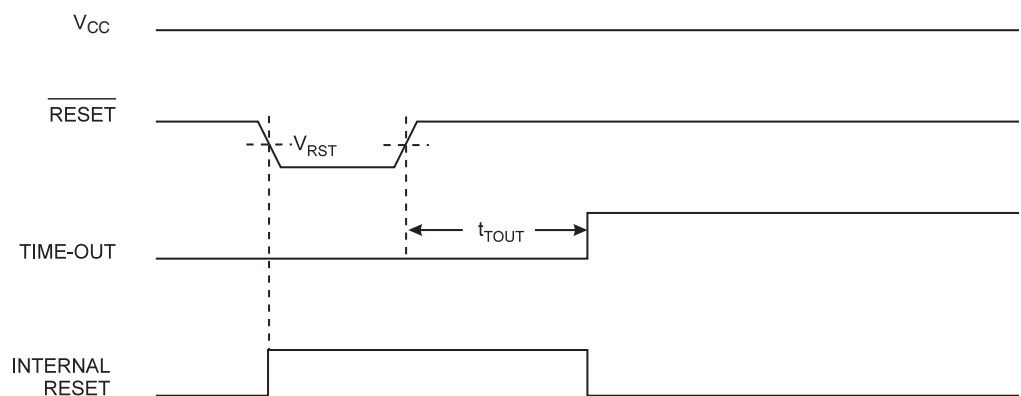 VCC
RESET
VRST
tTOUT
TIME-OUT
INTERNAL
RESET